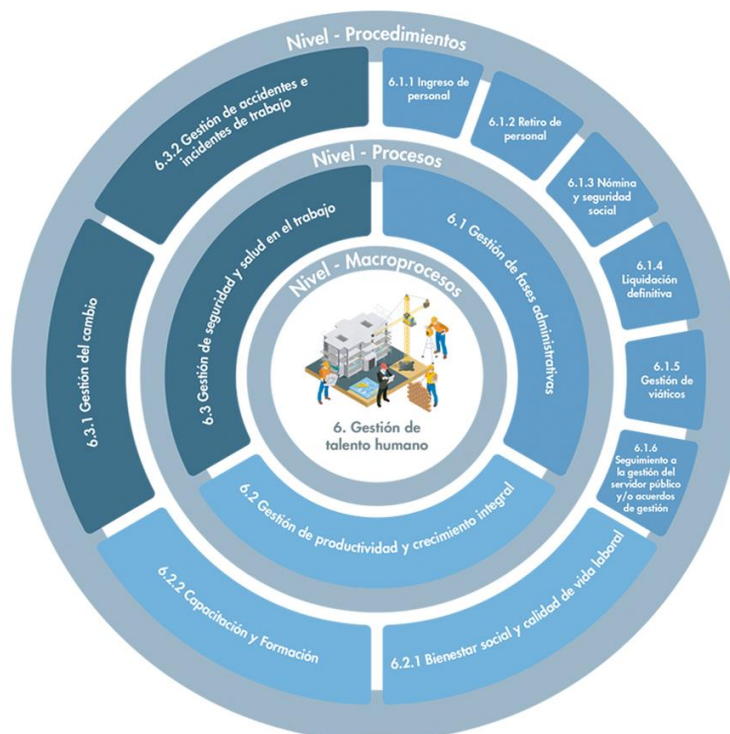 Nivel - Procedimientos
6.1.1 Ingreso de
personal
6.1.2 Retiro de
personal
6.1.3 Nómina
y seguridad
social
6.1.4
Liquidación
definitiva
6.1.5
Gestión de
viáticos
6.1.6
Seguimiento a
la gestión del
servidor público
y/o acuerdos
de gestión
6.2.1 Bienestar social y calidad de vida laboral
6.2.2 Capacitación y Formación
6.3.1 Gestión del cambio
6.3.2 Gestión de accidentes e
incidentes de trabajo
Nivel - Procesos
6.1 Gestión de fases administrativas
6.2 Gestión de productividad y crecimiento integral
6.3 Gestión de seguridad y salud en el trabajo
Nivel - Macroprocesos
6. Gestión de
talento humano